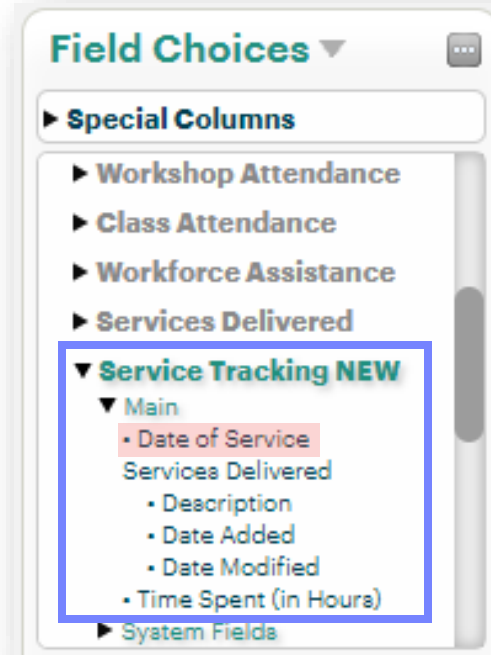 Field Choices
Special Columns
Workshop Attendance
Class Attendance
Workforce Assistance
Services Delivered
Service Tracking NEW
Main
• Date of Service
Services Delivered
• Description
• Date Added
• Date Modified
• Time Spent (in Hours)
System Fields